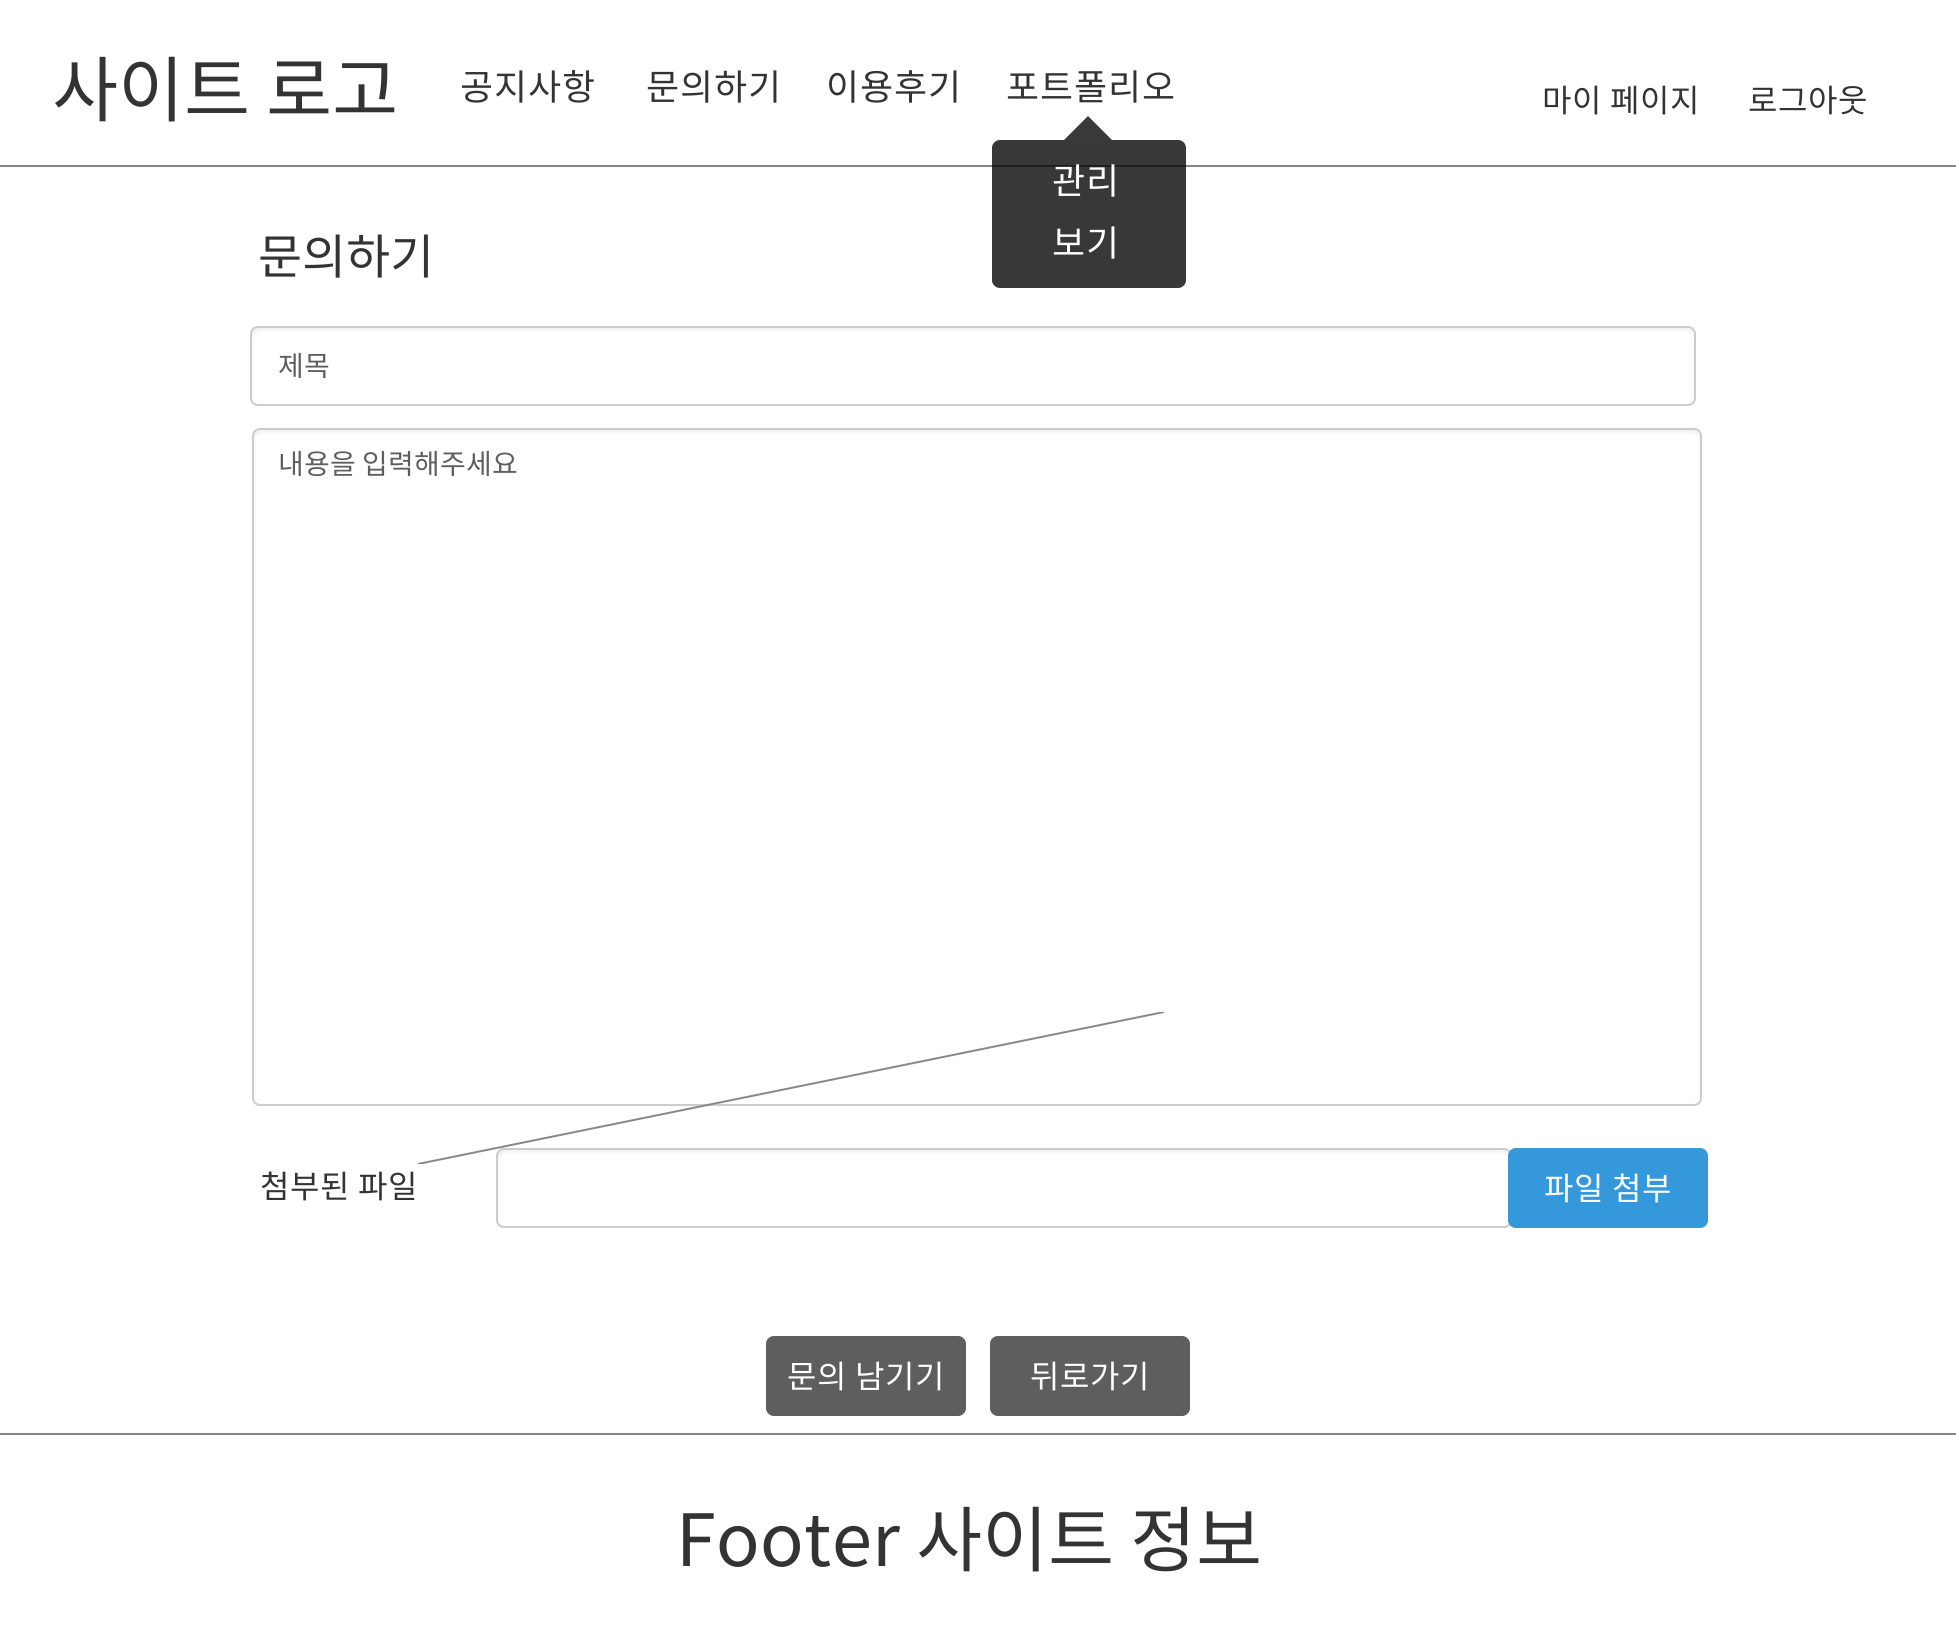 사이트 로고
공지사항
문의하기
이용후기
포트폴리오
마이 페이지
로그아웃
관리
보기
문의하기
제목
내용을 입력해주세요
첨부된 파일
파일 첨부
문의 남기기
뒤로가기
Footer 사이트 정보